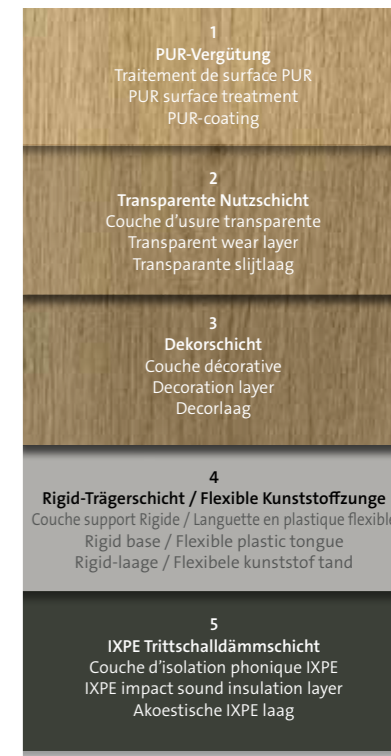 1
PUR-Vergütung
Traitement de surface PUR
PUR surface treatment
PUR-coating
2
Transparente Nutzschicht
Couche d'usure transparente
Transparent wear layer
Transparante slijtlaag
3
Dekorschicht
Couche décorative
Decoration layer
Decorlaag
4
Rigid-Trägerschicht / Flexible Kunststoffzunge
Couche support Rigide / Languette en plastique flexible
Rigid base / Flexible plastic tongue
Rigid-laage / Flexibele kunststof tand
5
IXPE Trittschalldämmschicht
Couche d'isolation phonique IXPE
IXPE impact sound insulation layer
Akoestische IXPE laag